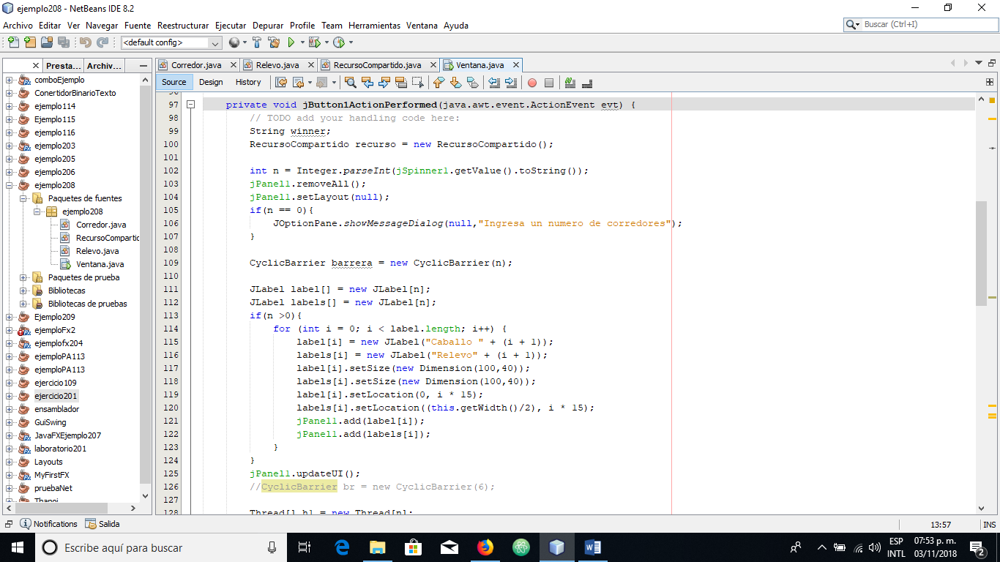 ejemplo208 - NetBeans IDE 8.2
Archivo Editar Ver Navegar Fuente Reestructurar Ejecutar Depurar Profile Team Herramientas Ventana Ayuda
Buscar (Ctrl+I)
<default config>
Presta... Archiv...
Corredor.java Relevo.java RecursoCompartido.java Ventana.java
Source Design History
comboEjemplo
ConertidorBinarioTexto
ejemplo114
Ejemplo115
ejemplo116
ejemplo203
ejemplo205
ejemplo206
ejemplo208
Paquetes de fuentes
ejemplo208
Corredor.java
RecursoCompartic
Relevo.java
Ventana.java
Paquetes de prueba
Bibliotecas
Bibliotecas de pruebas
Ejemplo209
ejemploFx2
ejemplofx204
ejemploPA113
ejemploPA113
ejercicio109
ejercicio201
ensamblador
GuiSwing
JavaFXEjemplo207
laboratorio201
Layouts
MyFirstFX
pruebaNet
Thanoi
96
97 private void jButton1ActionPerformed(java.awt.event.ActionEvent evt) {
98 // TODO add your handling code here:
99 String winner;
100 RecursoCompartido recurso = new RecursoCompartido();
101
102 int n = Integer.parseInt(jSpinner1.getValue().toString());
103 jPanel1.removeAll();
104 jPanel1.setLayout(null);
105 if(n == 0){
106 JOptionPane.showMessageDialog(null,"Ingresa un numero de corredores");
107 }
108
109 CyclicBarrier barrera = new CyclicBarrier(n);
110
111 JLabel label[] = new JLabel[n];
112 JLabel labels[] = new JLabel[n];
113 if(n >0){
114 for (int i = 0; i < label.length; i++) {
115 label[i] = new JLabel("Caballo " + (i + 1));
116 labels[i] = new JLabel("Relevo" + (i + 1));
117 label[i].setSize(new Dimension(100,40));
118 labels[i].setSize(new Dimension(100,40));
119 label[i].setLocation(0, i * 15);
120 labels[i].setLocation((this.getWidth()/2), i * 15);
121 jPanel1.add(label[i]);
122 jPanel1.add(labels[i]);
123 }
124 }
125 jPanel1.updateUI();
126 //CyclicBarrier br = new CyclicBarrier(6);
127
128 Thread[] h1 = new Thread[n];
Notifications Salida
13:57 INS
Escribe aquí para buscar
ESP 07:53 p. m.
INTL 03/11/2018
2